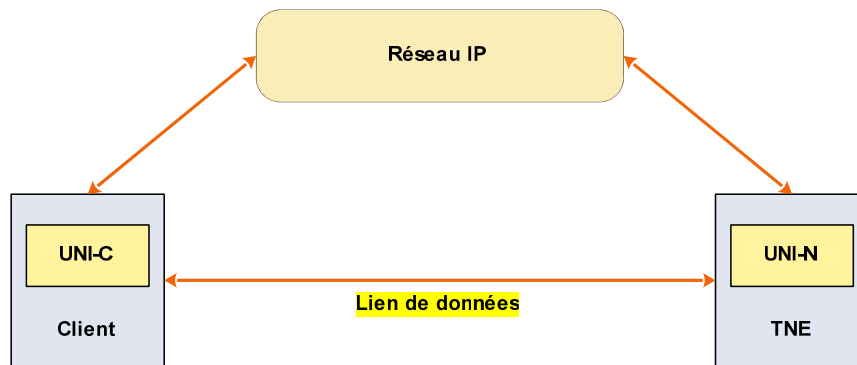 Réseau IP
UNI-C
UNI-N
Lien de données
Client
TNE